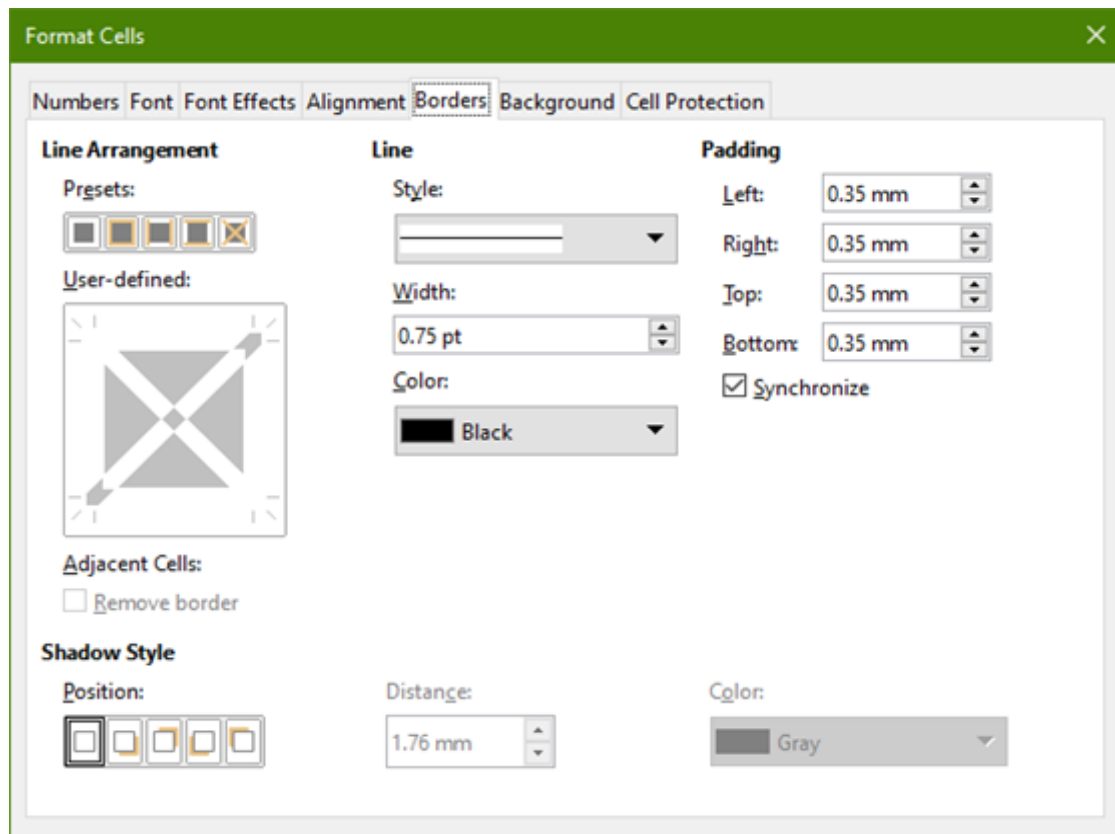 Format Cells
Numbers Font Font Effects Alignment Borders Background Cell Protection
Line Arrangement
Presets:
User-defined:
Adjacent Cells:
Remove border
Line
Style:
Width:
0.75 pt
Color:
Black
Padding
Left: 0.35 mm
Right: 0.35 mm
Top: 0.35 mm
Bottom: 0.35 mm
Synchronize
Shadow Style
Position:
Distance:
1.76 mm
Color:
Gray